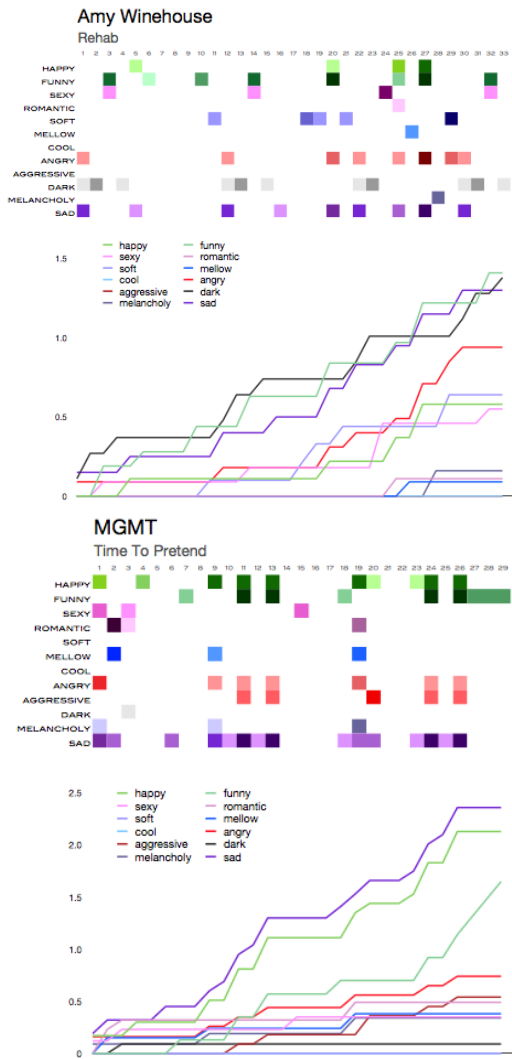 Amy Winehouse
Rehab
1 2 3 4 5 6 7 8 9 10 11 12 13 14 15 16 17 18 19 20 21 22 23 24 25 26 27 28 29 30 31 32 33
HAPPY
FUNNY
SEXY
ROMANTIC
SOFT
MELLOW
COOL
ANGRY
AGGRESSIVE
DARK
MELANCHOLY
SAD
1.5
happy funny
sexy romantic
soft mellow
cool angry
aggressive dark
melancholy sad
1.0
0.5
0
MGMT
Time To Pretend
1 2 3 4 5 6 7 8 9 10 11 12 13 14 15 16 17 18 19 20 21 22 23 24 25 26 27 28 29
HAPPY
FUNNY
SEXY
ROMANTIC
SOFT
MELLOW
COOL
ANGRY
AGGRESSIVE
DARK
MELANCHOLY
SAD
2.5
happy funny
sexy romantic
soft mellow
cool angry
aggressive dark
melancholy sad
2.0
1.5
1.0
0.5
0